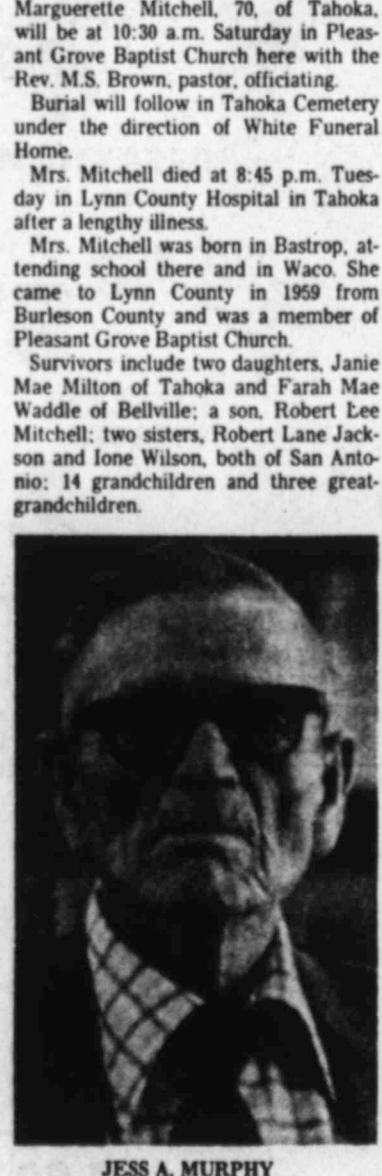 Marguerette Mitchell, 70, of Tahoka,
will be at 10:30 a.m. Saturday in Pleas-
ant Grove Baptist Church here with the
Rev. M.S. Brown, pastor, officiating.
Burial will follow in Tahoka Cemetery
under the direction of White Funeral
Home.
Mrs. Mitchell died at 8:45 p.m. Tues-
day in Lynn County Hospital in Tahoka
after a lengthy illness.
Mrs. Mitchell was born in Bastrop, at-
tending school there and in Waco. She
came to Lynn County in 1959 from
Burleson County and was a member of
Pleasant Grove Baptist Church.
Survivors include two daughters, Janie
Mae Milton of Tahoka and Farah Mae
Waddle of Bellville; a son, Robert Lee
Mitchell; two sisters, Robert Lane Jack-
son and Ione Wilson, both of San Anto-
nio; 14 grandchildren and three great-
grandchildren.
JESS A. MURPHY